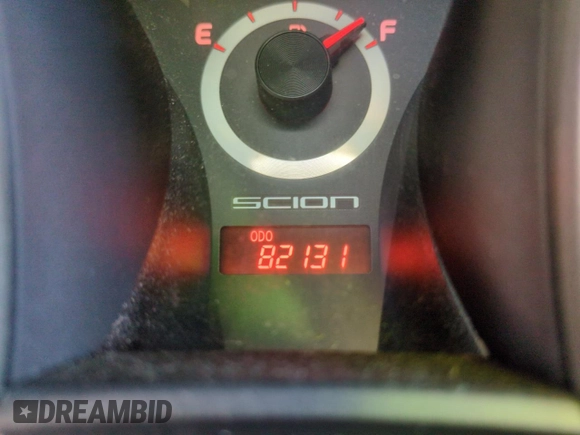 E F
SCION
ODO
82131
DREAMBID